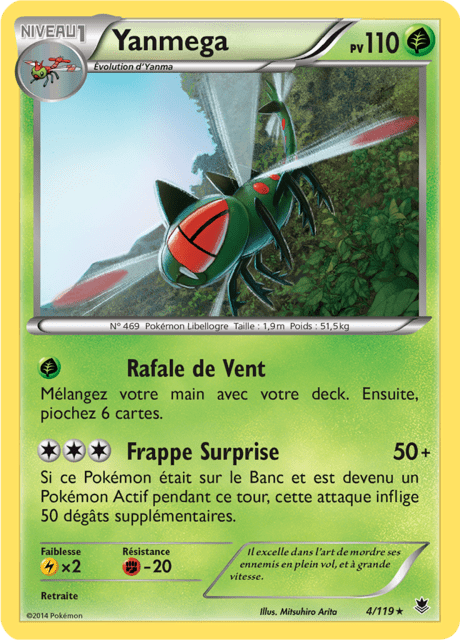 NIVEAU 1
Yanmega
PV 110
Évolution d'Yanma
N° 469 Pokémon Libellogre Taille : 1,9m Poids : 51,5kg
Rafale de Vent
Mélangez votre main avec votre deck. Ensuite,
piochez 6 cartes.
Frappe Surprise 50+
Si ce Pokémon était sur le Banc et est devenu un
Pokémon Actif pendant ce tour, cette attaque inflige
50 dégâts supplémentaires.
Faiblesse Résistance
×2 -20
Retraite
Il excelle dans l'art de mordre ses
ennemis en plein vol, et à grande
vitesse.
©2014 Pokémon Illus. Mitsuhiro Arita 4/119★